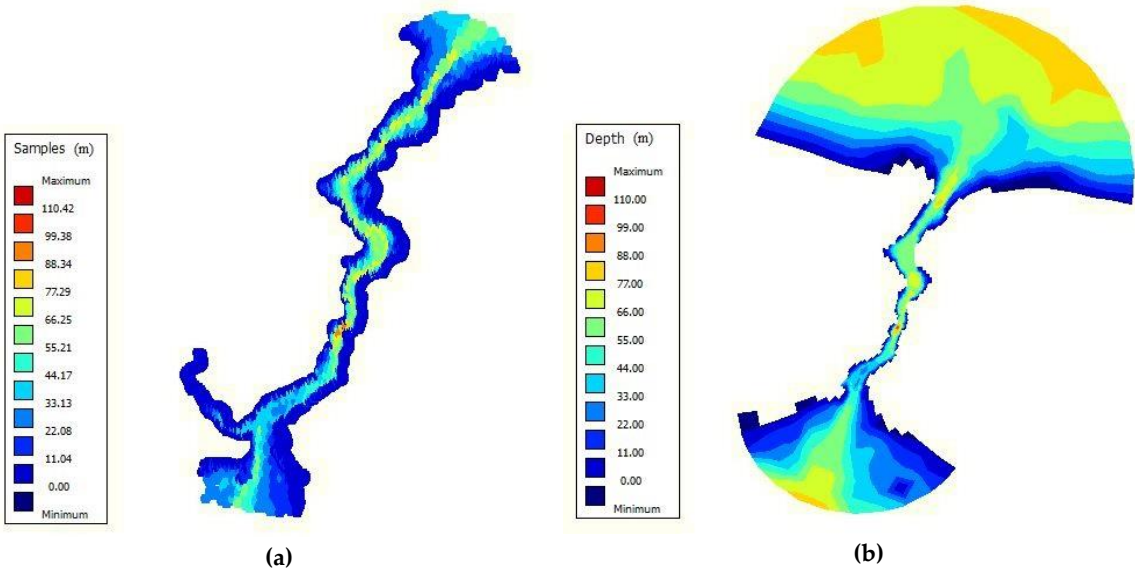 Samples (m)
Maximum
110.42
99.38
88.34
77.29
66.25
55.21
44.17
33.13
22.08
11.04
0.00
Minimum
(a)
Depth (m)
Maximum
110.00
99.00
88.00
77.00
66.00
55.00
44.00
33.00
22.00
11.00
0.00
Minimum
(b)